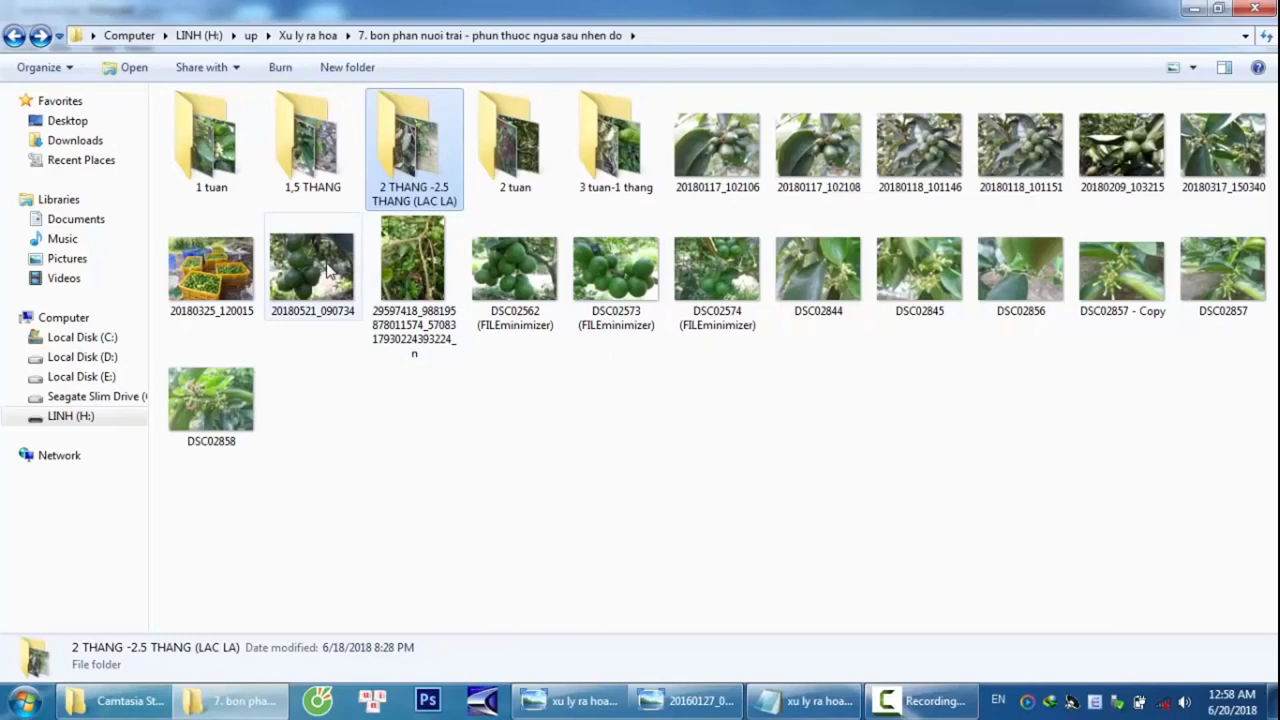 Computer LINH (H:) up Xu ly ra hoa 7. bon phan nuoi trai - phun thuoc ngua sau nhen do
Organize Open Share with Burn New folder
Favorites
Desktop
Downloads
Recent Places
Libraries
Documents
Music
Pictures
Videos
Computer
Local Disk (C:)
Local Disk (D:)
Local Disk (E:)
Seagate Slim Drive (
LINH (H:)
Network
1 tuan
1,5 THANG
2 THANG -2.5
THANG (LAC LA)
2 tuan
3 tuan-1 thang
20180117_102106
20180117_102108
20180118_101146
20180118_101151
20180209_103215
20180317_150340
20180325_120015
20180521_090734
29597418_988195
878011574_57083
17930224393224_
n
DSC02562
(FILEminimizer)
DSC02573
(FILEminimizer)
DSC02574
(FILEminimizer)
DSC02844
DSC02845
DSC02856
DSC02857 - Copy
DSC02857
DSC02858
2 THANG -2.5 THANG (LAC LA) Date modified: 6/18/2018 8:28 PM
File folder
Camtasia St... 7. bon pha... Ps xu ly ra hoa... 20160127_0... xu ly ra hoa... C Recording... EN
12:58 AM
6/20/2018